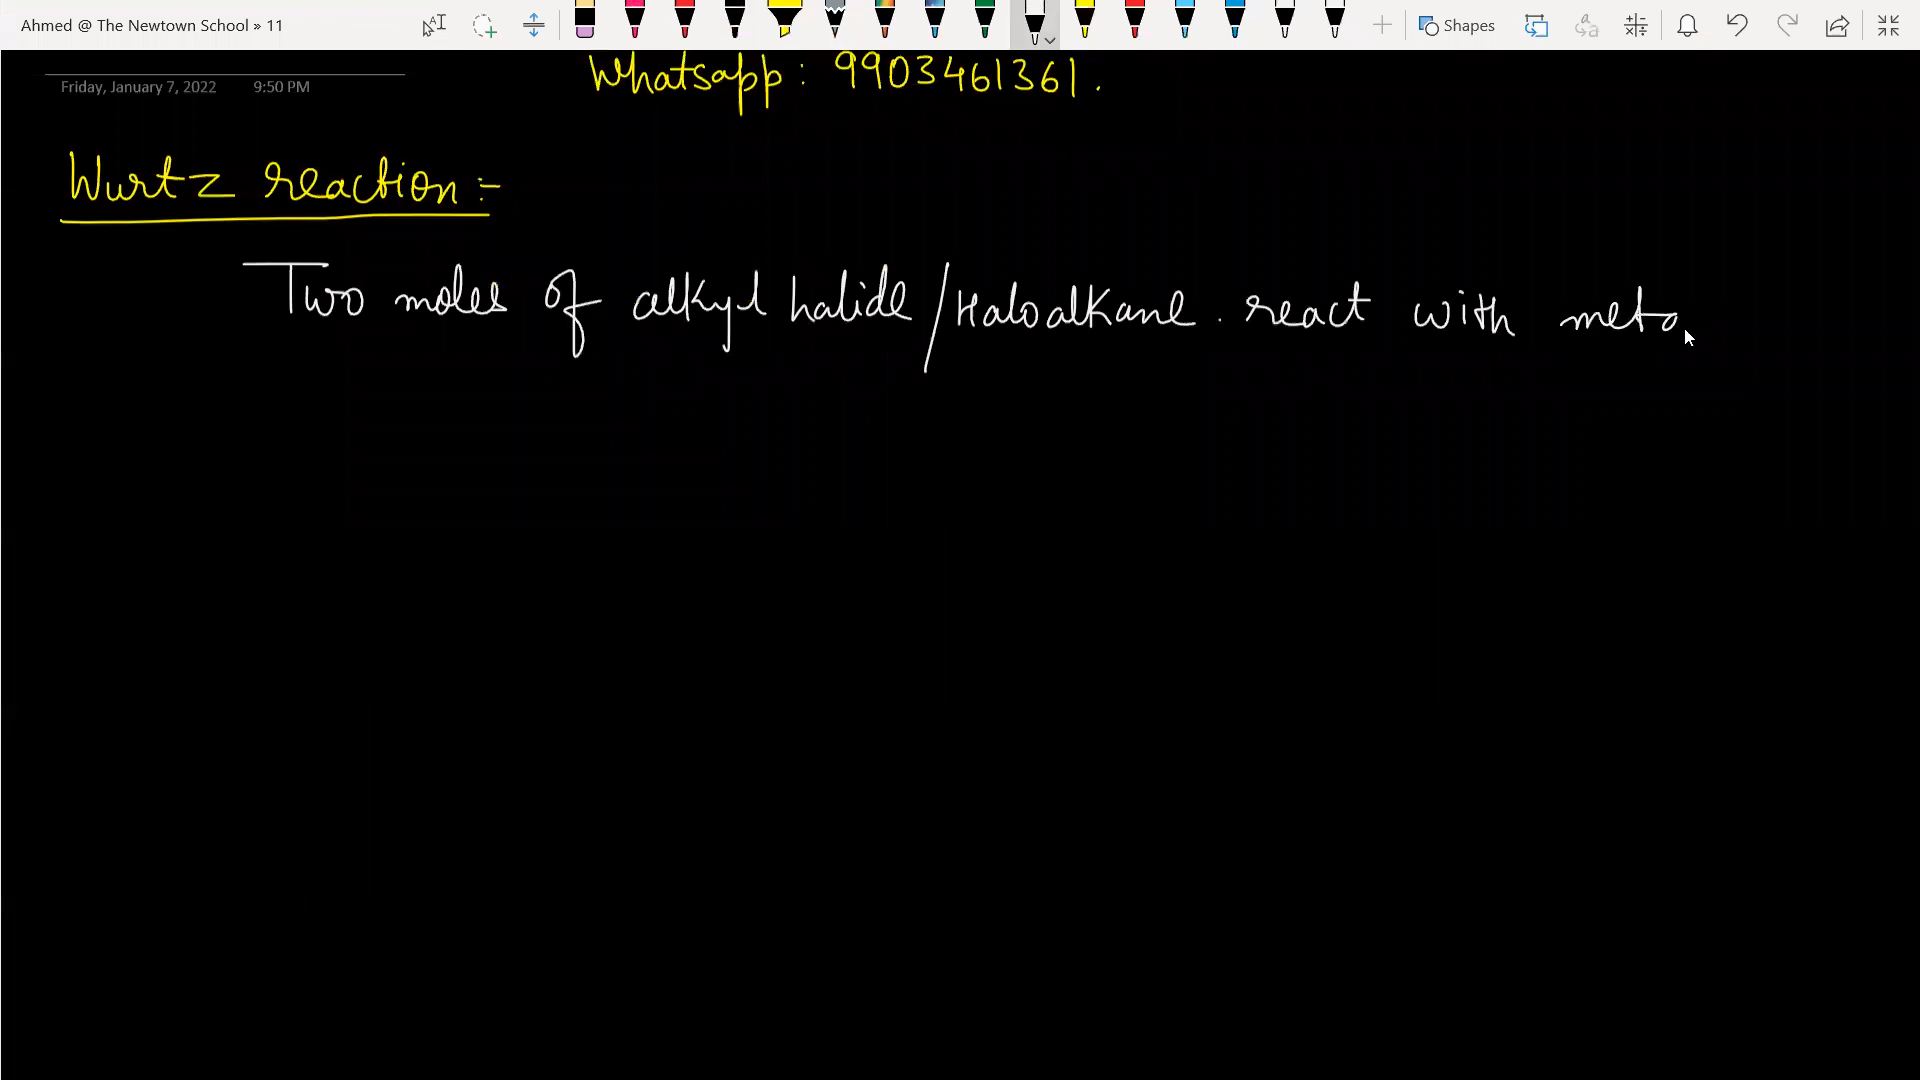 Ahmed @ The Newtown School » 11
Shapes
Whatsapp : 9903461361.
Friday, January 7, 2022 9:50 PM
Wurtz reaction :-
Two moles of alkyl halide/Haloalkane. react with meta